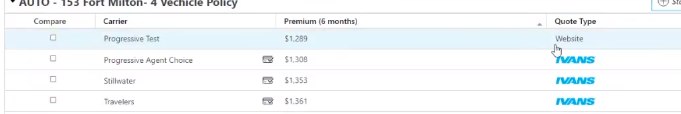 AUTO - 153 Fort Milton- 4 Vechicle Policy
Compare Carrier Premium (6 months) Quote Type
Progressive Test $1,289 Website
Progressive Agent Choice $1,308 IVANS
Stillwater $1,353 IVANS
Travelers $1,361 IVANS